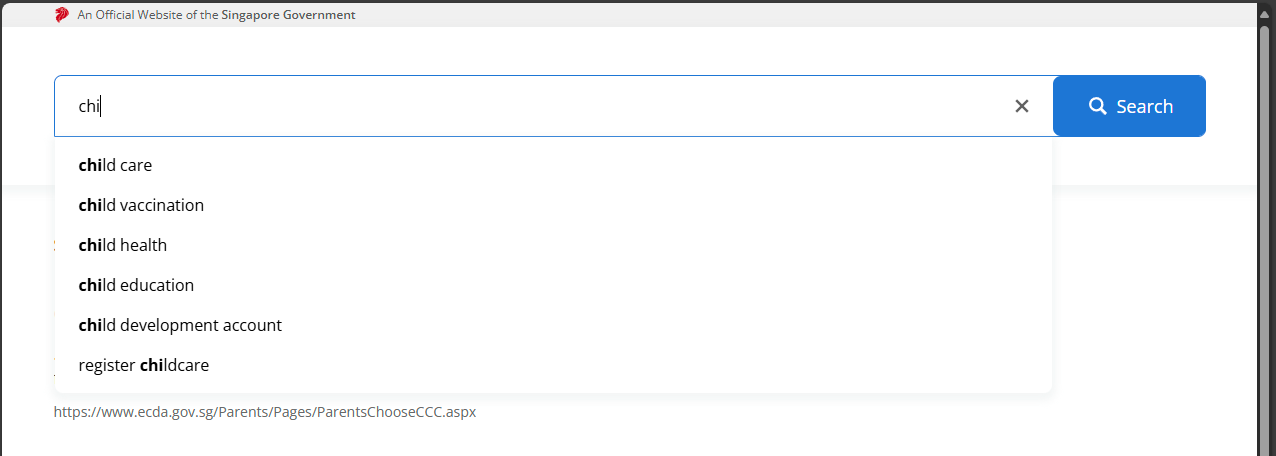 An Official Website of the Singapore Government
chi
Search
child care
child vaccination
child health
child education
child development account
register childcare
https://www.ecda.gov.sg/Parents/Pages/ParentsChooseCCC.aspx